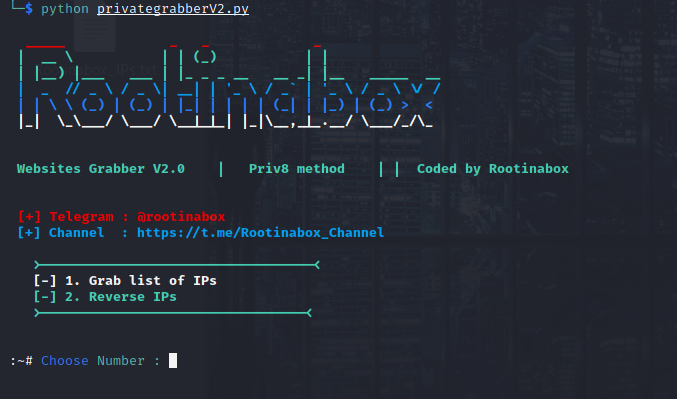 └─$ python privategrabberV2.py
Rootinabox
Websites Grabber V2.0 | Priv8 method | | Coded by Rootinabox
[+] Telegram : @rootinabox
[+] Channel : https://t.me/Rootinabox_Channel
[-] 1. Grab list of IPs
[-] 2. Reverse IPs
:~# Choose Number :